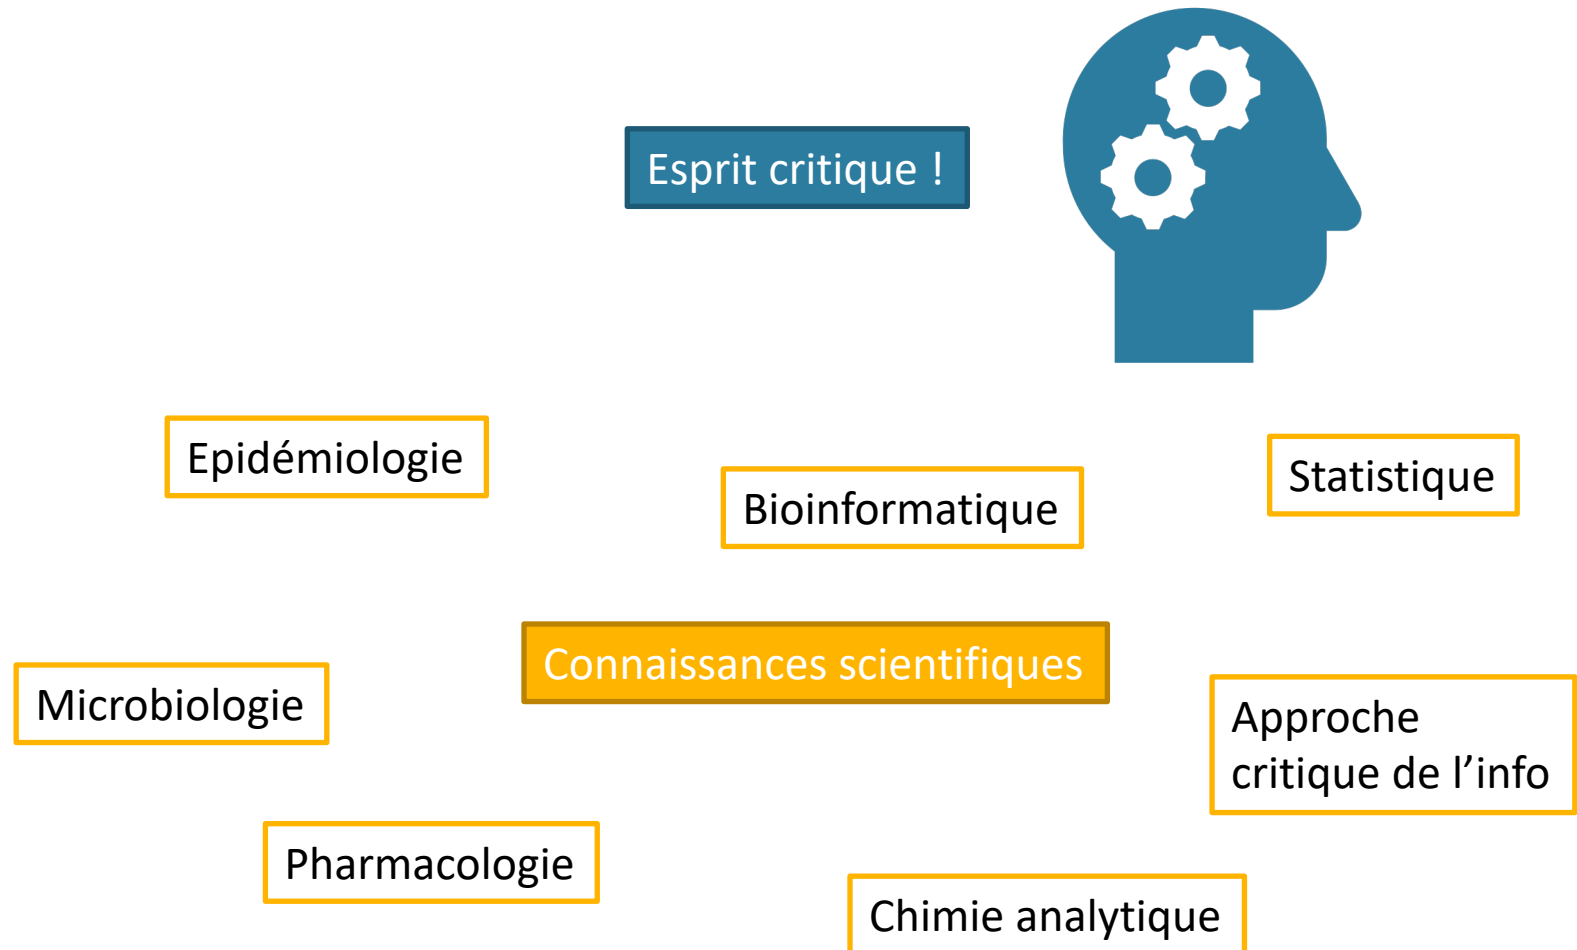 Esprit critique !
Epidémiologie
Bioinformatique
Statistique
Connaissances scientifiques
Microbiologie
Approche
critique de l’info
Pharmacologie
Chimie analytique